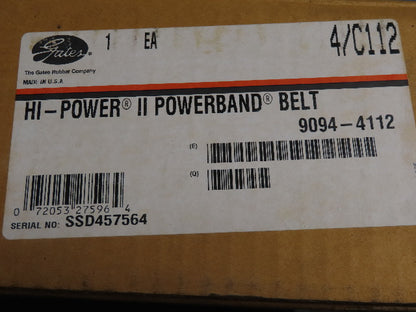 Gates
1 EA
4/C112
The Gates Rubber Company
MADE IN U.S.A
HI-POWER® II POWERBAND® BELT
9094-4112
(E)
(Q)
0 72053 27596 4
SERIAL NO: SSD457564